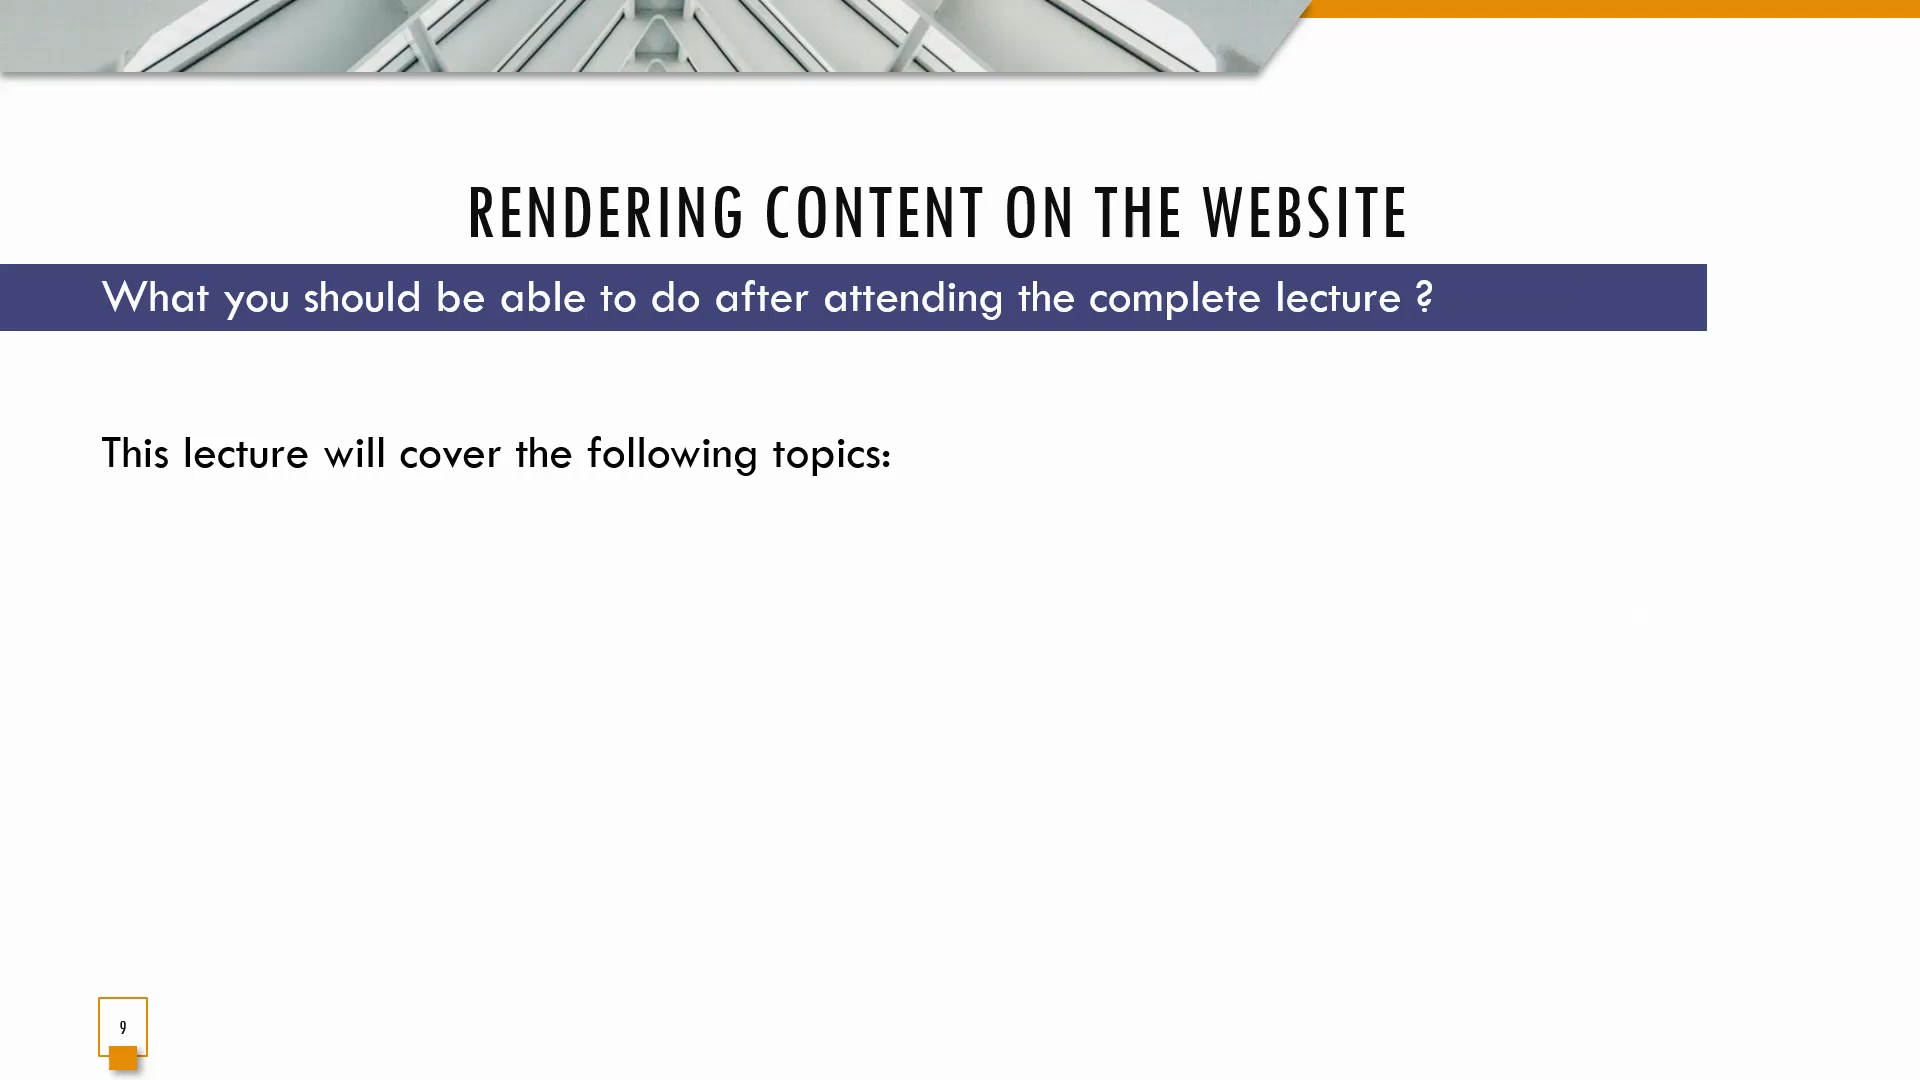 RENDERING CONTENT ON THE WEBSITE
What you should be able to do after attending the complete lecture ?
This lecture will cover the following topics:
9